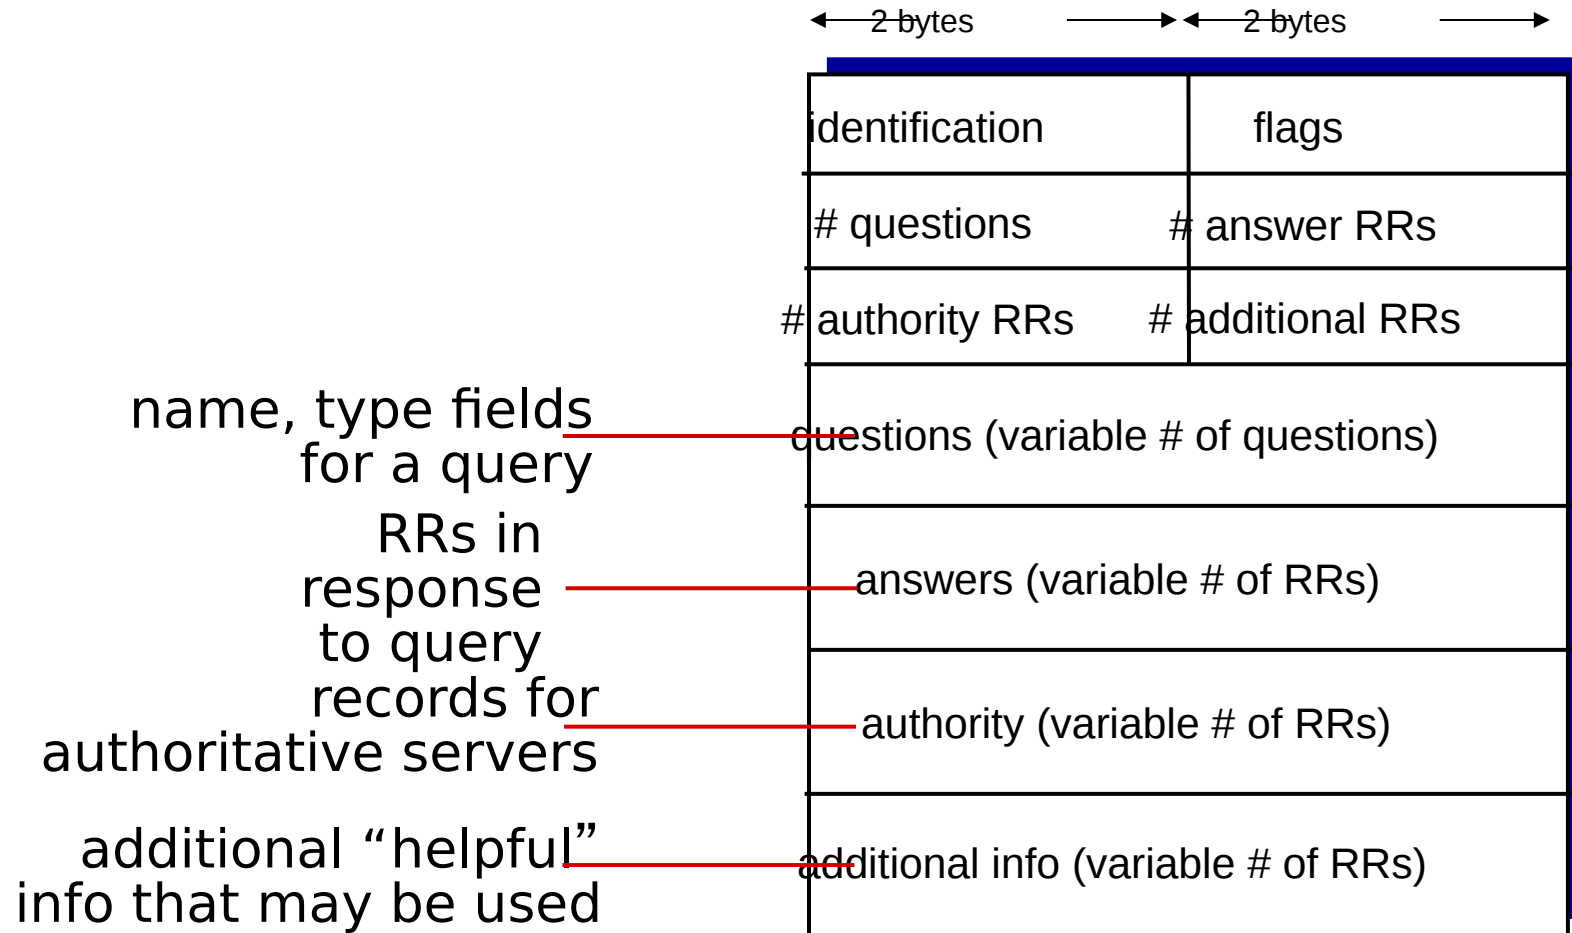 2 bytes 2 bytes
identification flags
# questions # answer RRs
# authority RRs # additional RRs
name, type fields
for a query
questions (variable # of questions)
RRs in
response
to query
answers (variable # of RRs)
records for
authoritative servers
authority (variable # of RRs)
additional “helpful”
info that may be used
additional info (variable # of RRs)